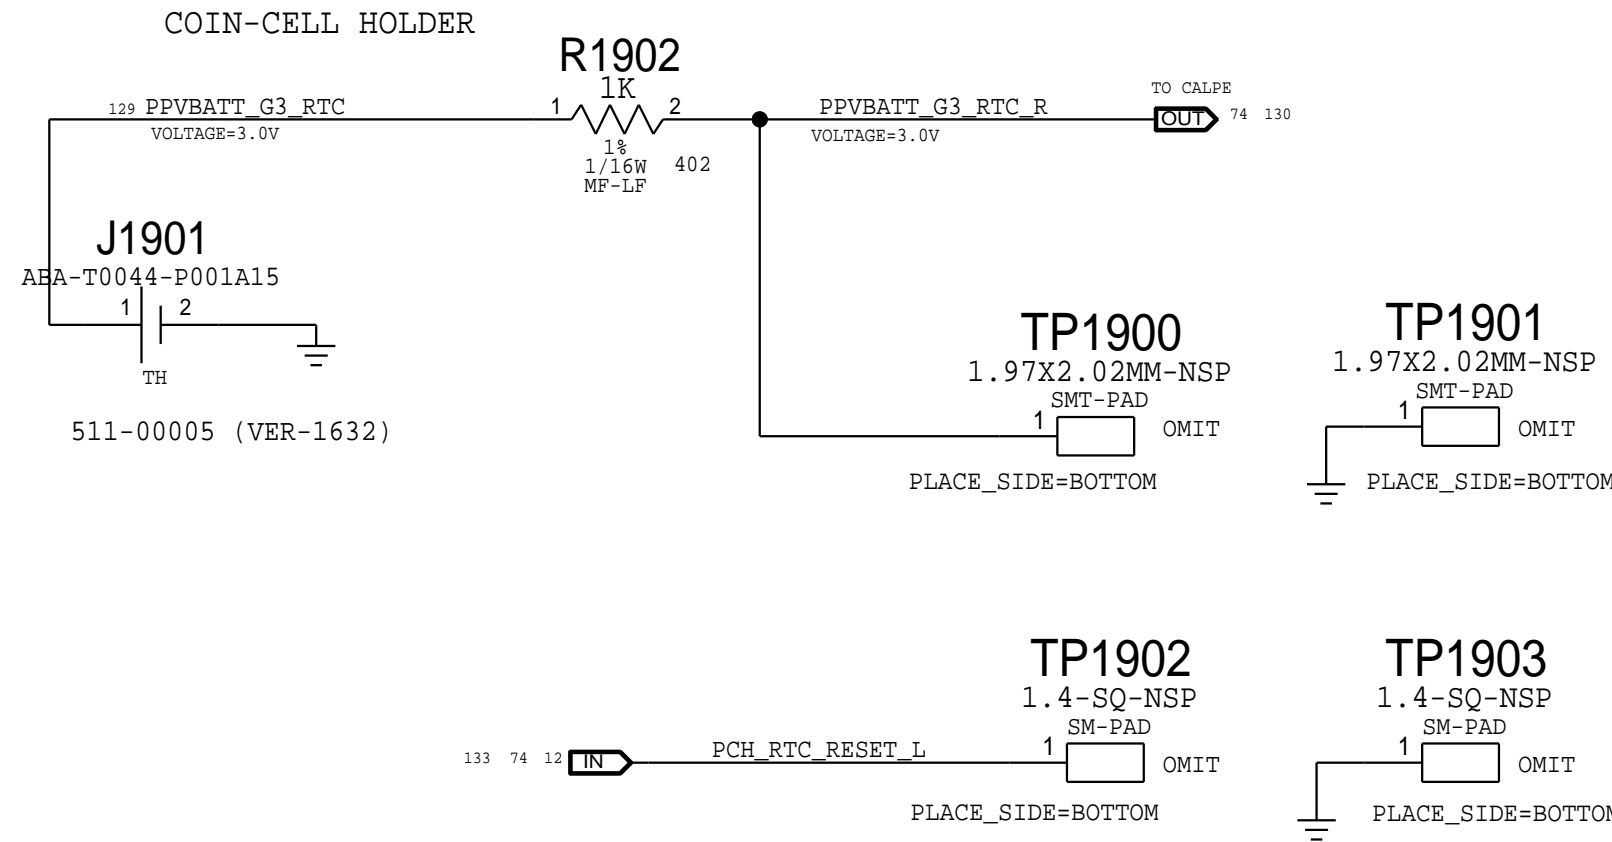 COIN-CELL HOLDER
R1902
1K
129 PPVBATT_G3_RTC
VOLTAGE=3.0V
1
2
1%
1/16W
MF-LF
402
PPVBATT_G3_RTC_R
VOLTAGE=3.0V
TO CALPE
OUT
74 130
J1901
ABA-T0044-P001A15
1
2
TH
511-00005 (VER-1632)
TP1900
1.97X2.02MM-NSP
SMT-PAD
1
OMIT
PLACE_SIDE=BOTTOM
TP1901
1.97X2.02MM-NSP
SMT-PAD
1
OMIT
PLACE_SIDE=BOTTOM
133 74 12
IN
PCH_RTC_RESET_L
TP1902
1.4-SQ-NSP
SM-PAD
1
OMIT
PLACE_SIDE=BOTTOM
TP1903
1.4-SQ-NSP
SM-PAD
1
OMIT
PLACE_SIDE=BOTTOM